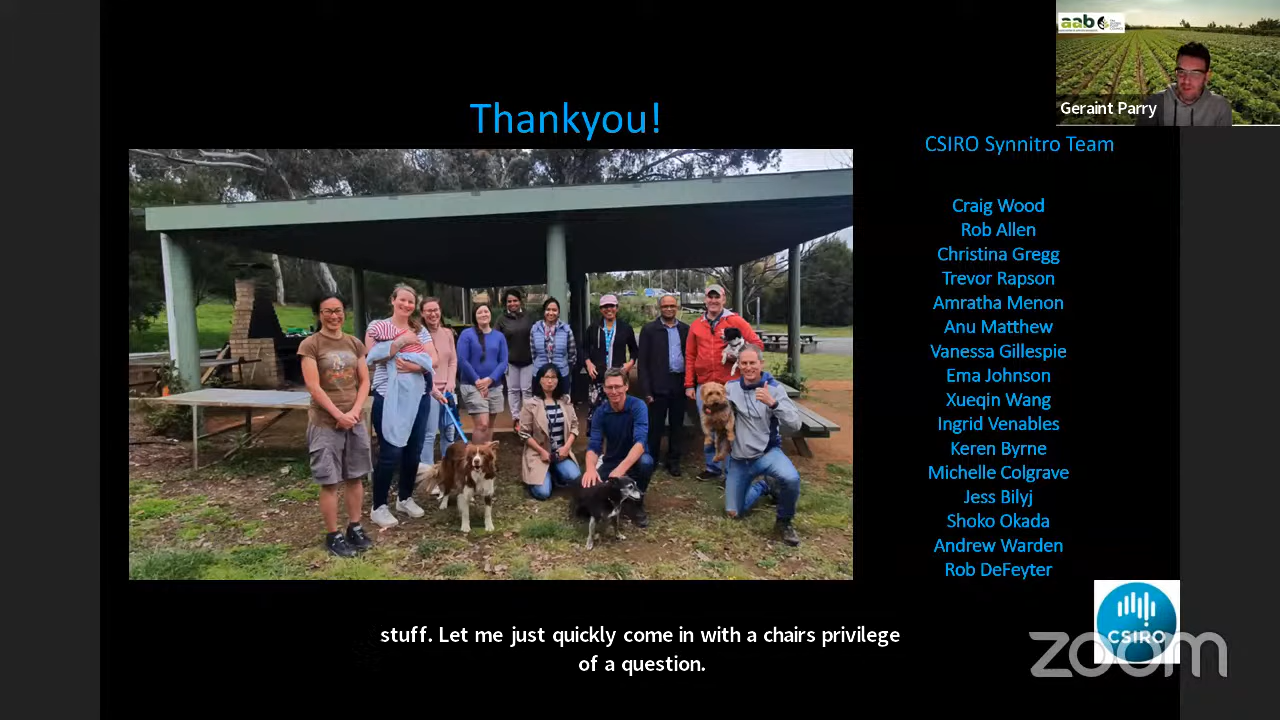 aab
Geraint Parry
Thankyou!
CSIRO Synnitro Team
Craig Wood
Rob Allen
Christina Gregg
Trevor Rapson
Amratha Menon
Anu Matthew
Vanessa Gillespie
Ema Johnson
Xueqin Wang
Ingrid Venables
Keren Byrne
Michelle Colgrave
Jess Bilyj
Shoko Okada
Andrew Warden
Rob DeFeyter
CSIRO
zoom
stuff. Let me just quickly come in with a chairs privilege
of a question.